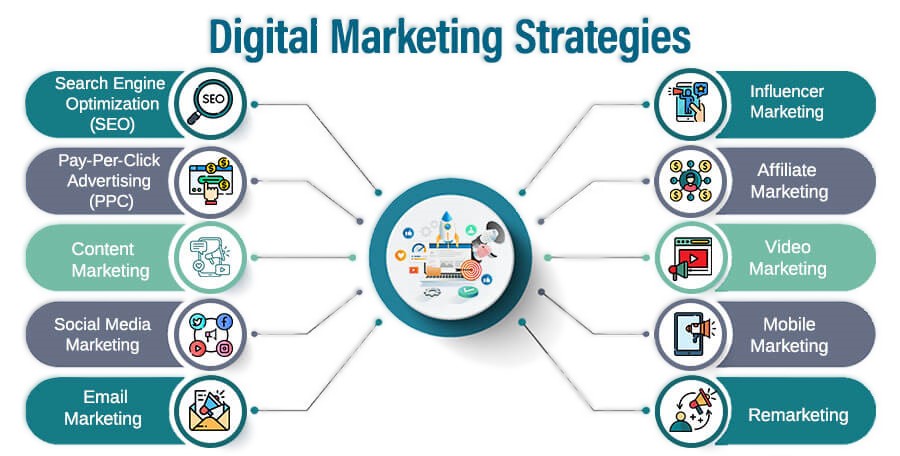 Digital Marketing Strategies
Search Engine
Optimization
(SEO)
SEO
Pay-Per-Click
Advertising
(PPC)
Content
Marketing
Social Media
Marketing
Email
Marketing
Influencer
Marketing
Affiliate
Marketing
Video
Marketing
Mobile
Marketing
Remarketing